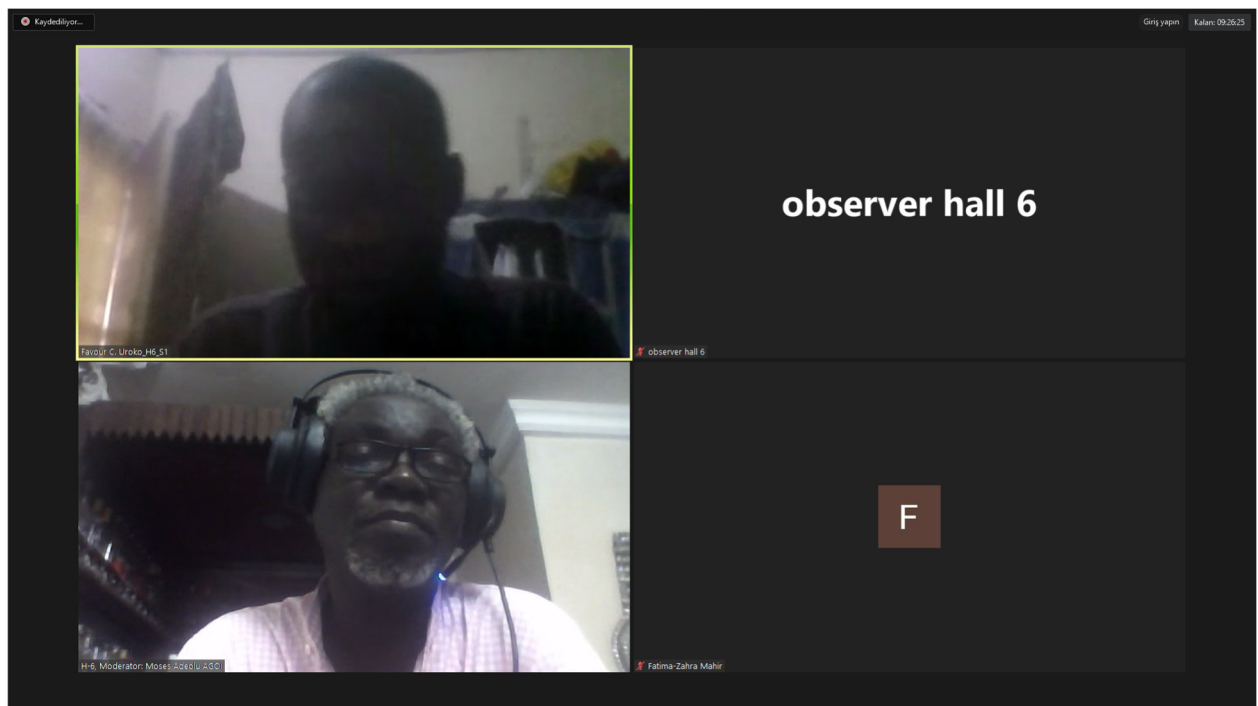 Kaydediliyor...
Giriş yapın
Kalan: 09:26:25
observer hall 6
Favour C. Uroko_H6_S1
observer hall 6
F
H-6, Moderator: Moses Adeolu AGOI
Fatima-Zahra Mahir